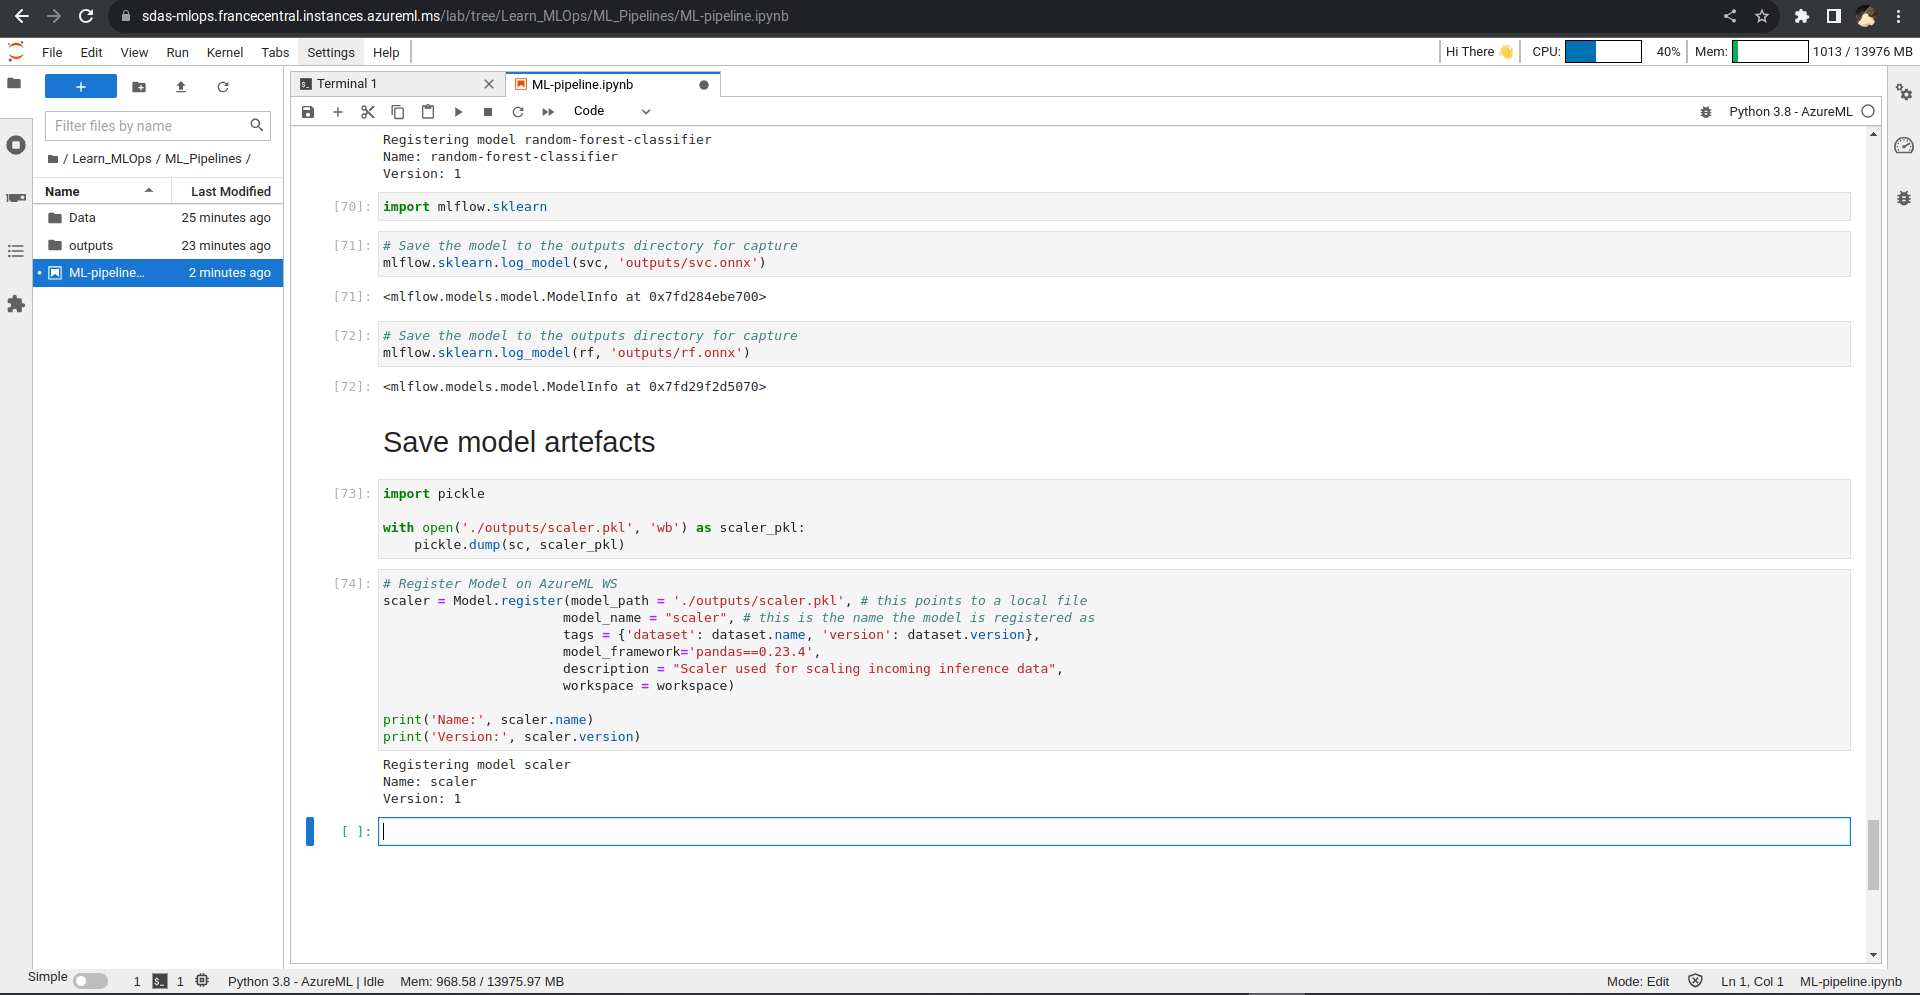 sdas-mlops.francecentral.instances.azureml.ms/lab/tree/Learn_MLOps/ML_Pipelines/ML-pipeline.ipynb
File Edit View Run Kernel Tabs Settings Help
Hi There 👋 CPU: 40% Mem: 1013 / 13976 MB
Terminal 1
ML-pipeline.ipynb
Code
Python 3.8 - AzureML
Filter files by name
/ Learn_MLOps / ML_Pipelines /
Name Last Modified
Data 25 minutes ago
outputs 23 minutes ago
ML-pipeline... 2 minutes ago
Registering model random-forest-classifier
Name: random-forest-classifier
Version: 1
[70]: import mlflow.sklearn
[71]: # Save the model to the outputs directory for capture
mlflow.sklearn.log_model(svc, 'outputs/svc.onnx')
[71]: <mlflow.models.model.ModelInfo at 0x7fd284ebe700>
[72]: # Save the model to the outputs directory for capture
mlflow.sklearn.log_model(rf, 'outputs/rf.onnx')
[72]: <mlflow.models.model.ModelInfo at 0x7fd29f2d5070>
Save model artefacts
[73]: import pickle
with open('./outputs/scaler.pkl', 'wb') as scaler_pkl:
    pickle.dump(sc, scaler_pkl)
[74]: # Register Model on AzureML WS
scaler = Model.register(model_path = './outputs/scaler.pkl', # this points to a local file
                       model_name = "scaler", # this is the name the model is registered as
                       tags = {'dataset': dataset.name, 'version': dataset.version},
                       model_framework='pandas==0.23.4',
                       description = "Scaler used for scaling incoming inference data",
                       workspace = workspace)
print('Name:', scaler.name)
print('Version:', scaler.version)
Registering model scaler
Name: scaler
Version: 1
[ ]:
Simple 1 $_ 1 Python 3.8 - AzureML | Idle Mem: 968.58 / 13975.97 MB Mode: Edit Ln 1, Col 1 ML-pipeline.ipynb